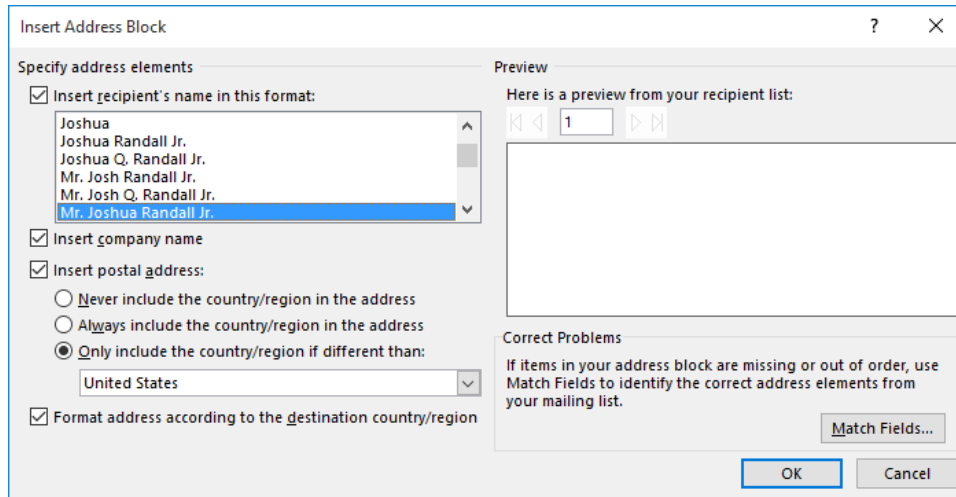 Insert Address Block
?
Specify address elements
Insert recipient's name in this format:
Joshua
Joshua Randall Jr.
Joshua Q. Randall Jr.
Mr. Josh Randall Jr.
Mr. Josh Q. Randall Jr.
Mr. Joshua Randall Jr.
Insert company name
Insert postal address:
Never include the country/region in the address
Always include the country/region in the address
Only include the country/region if different than:
United States
Format address according to the destination country/region
Preview
Here is a preview from your recipient list:
1
Correct Problems
If items in your address block are missing or out of order, use
Match Fields to identify the correct address elements from
your mailing list.
Match Fields...
OK
Cancel